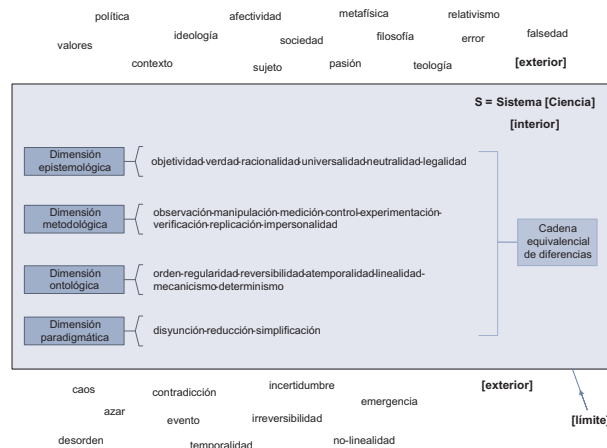 política afectividad metafísica relativismo
valores ideología sociedad filosofía error falsedad
contexto sujeto pasión teología [exterior]
S = Sistema [Ciencia]
[interior]
Dimensión
epistemológica
objetividad-verdad-racionalidad-universalidad-neutralidad-legalidad
Dimensión
metodológica
observación-manipulación-medición-control-experimentación-
verificación-replicación-impersonalidad
Cadena
equivalencial
de diferencias
Dimensión
ontológica
orden-regularidad-reversibilidad-atemporalidad-linealidad-
mecanicismo-determinismo
Dimensión
paradigmática
disyunción-reducción-simplificación
caos contradicción incertidumbre [exterior]
azar evento irreversibilidad emergencia
[límite]
desorden temporalidad no-linealidad